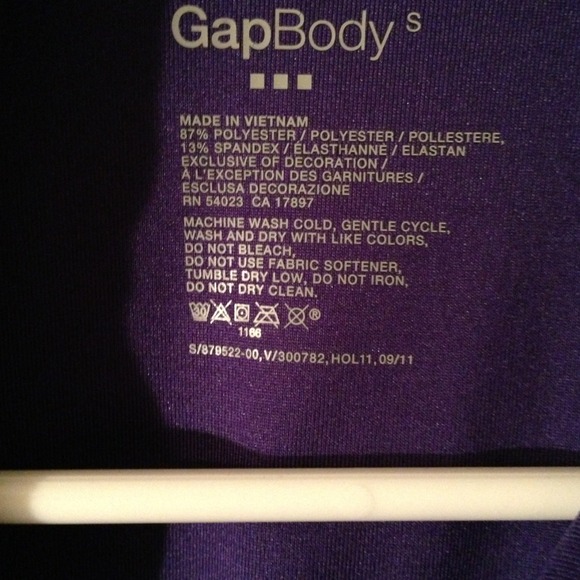 GapBody S
MADE IN VIETNAM
87% POLYESTER / POLYESTER / POLLESTERE,
13% SPANDEX / ÉLASTHANNE / ELASTAN
EXCLUSIVE OF DECORATION /
À L'EXCEPTION DES GARNITURES /
ESCLUSA DECORAZIONE
RN 54023 CA 17897
MACHINE WASH COLD, GENTLE CYCLE,
WASH AND DRY WITH LIKE COLORS,
DO NOT BLEACH,
DO NOT USE FABRIC SOFTENER,
TUMBLE DRY LOW, DO NOT IRON,
DO NOT DRY CLEAN.
30 ®
1166
S/879522-00, V/300782, HOL11, 09/11